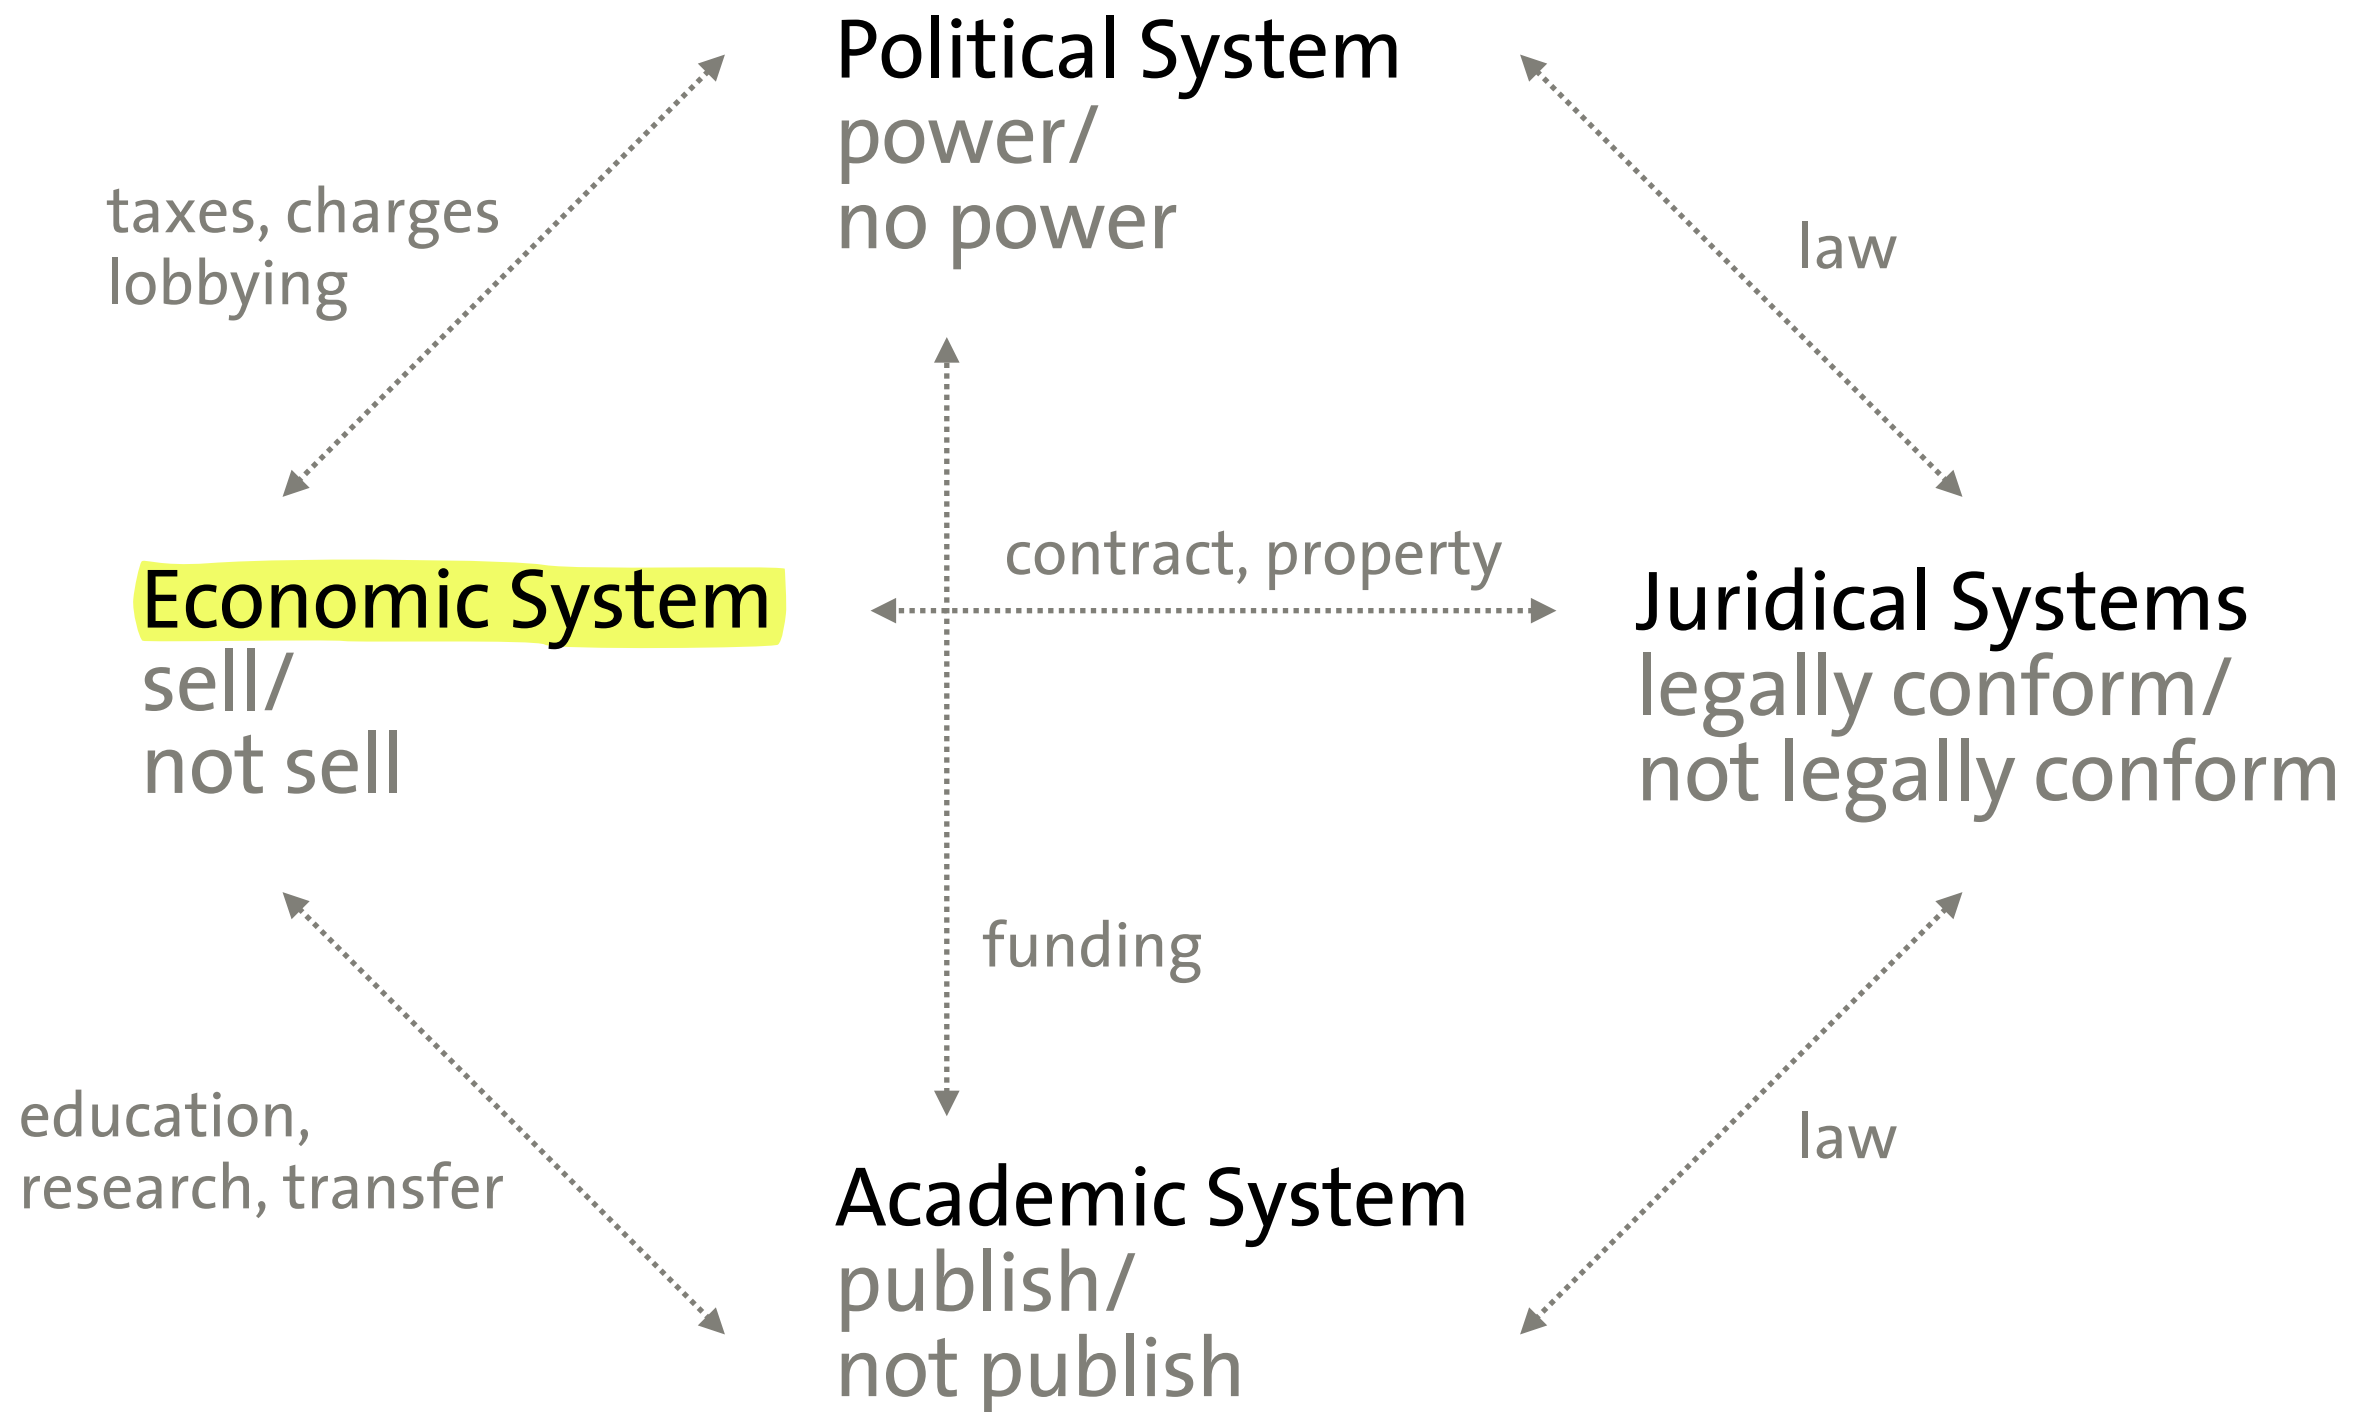 Political System
power/
no power
taxes, charges
lobbying
law
contract, property
Economic System
sell/
not sell
Juridical Systems
legally conform/
not legally conform
funding
education,
research, transfer
law
Academic System
publish/
not publish